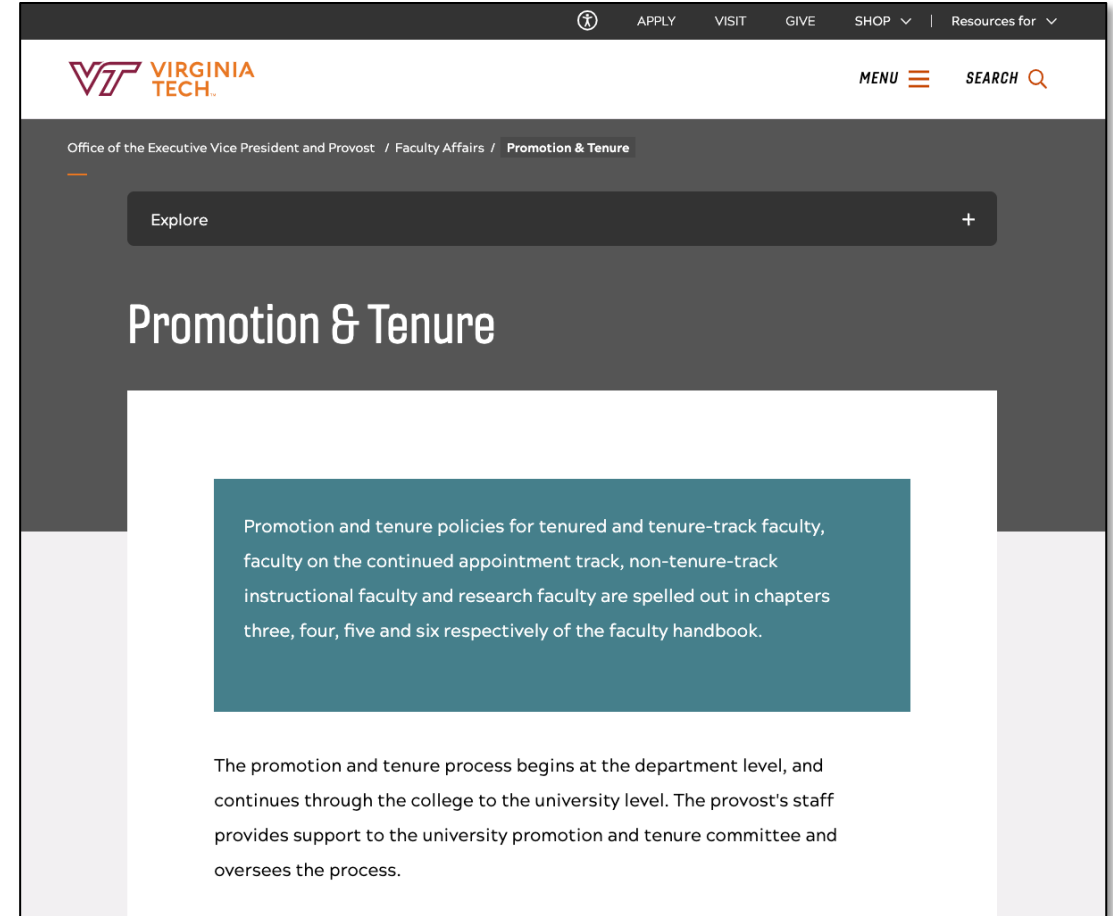 APPLY VISIT GIVE SHOP Resources for
VT VIRGINIA
TECH
MENU SEARCH
Office of the Executive Vice President and Provost / Faculty Affairs / Promotion & Tenure
Explore +
Promotion & Tenure
Promotion and tenure policies for tenured and tenure-track faculty,
faculty on the continued appointment track, non-tenure-track
instructional faculty and research faculty are spelled out in chapters
three, four, five and six respectively of the faculty handbook.
The promotion and tenure process begins at the department level, and
continues through the college to the university level. The provost's staff
provides support to the university promotion and tenure committee and
oversees the process.